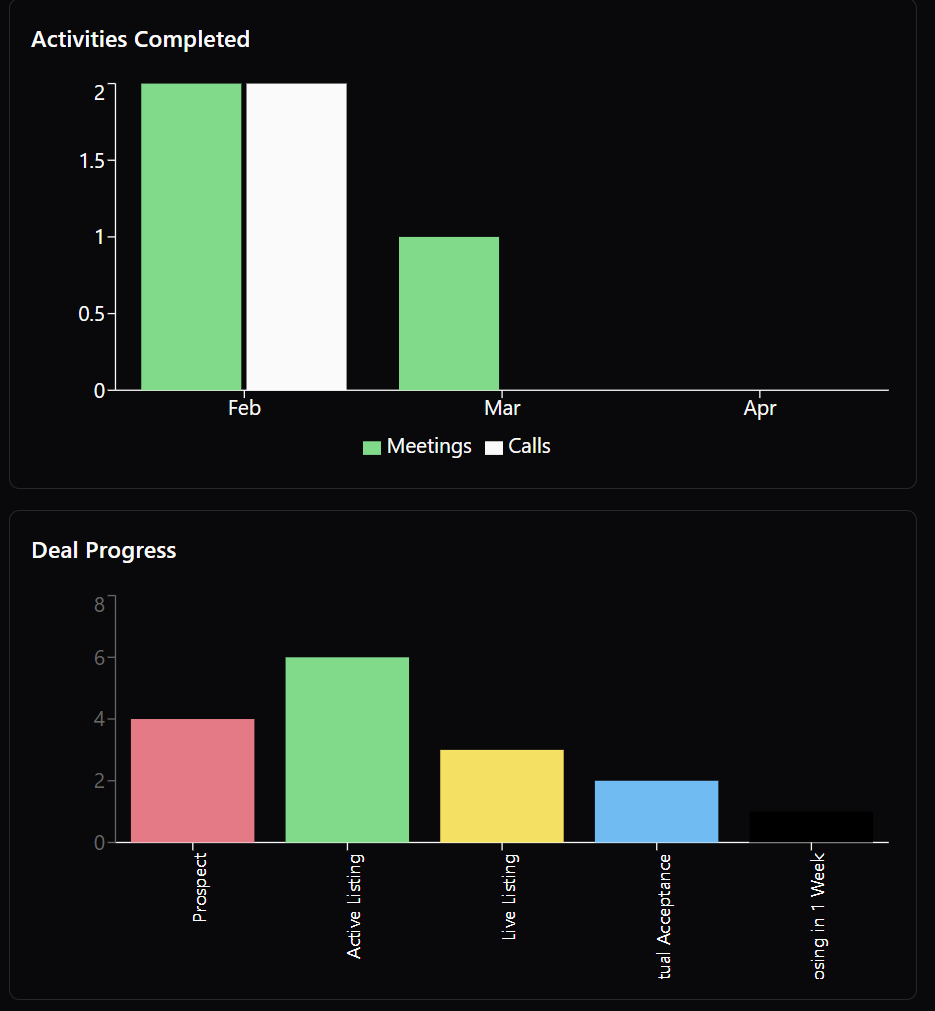 Activities Completed
2
1.5
1
0.5
0
Feb Mar Apr
Meetings Calls
Deal Progress
8
6
4
2
0
Prospect
Active Listing
Live Listing
tual Acceptance
osing in 1 Week